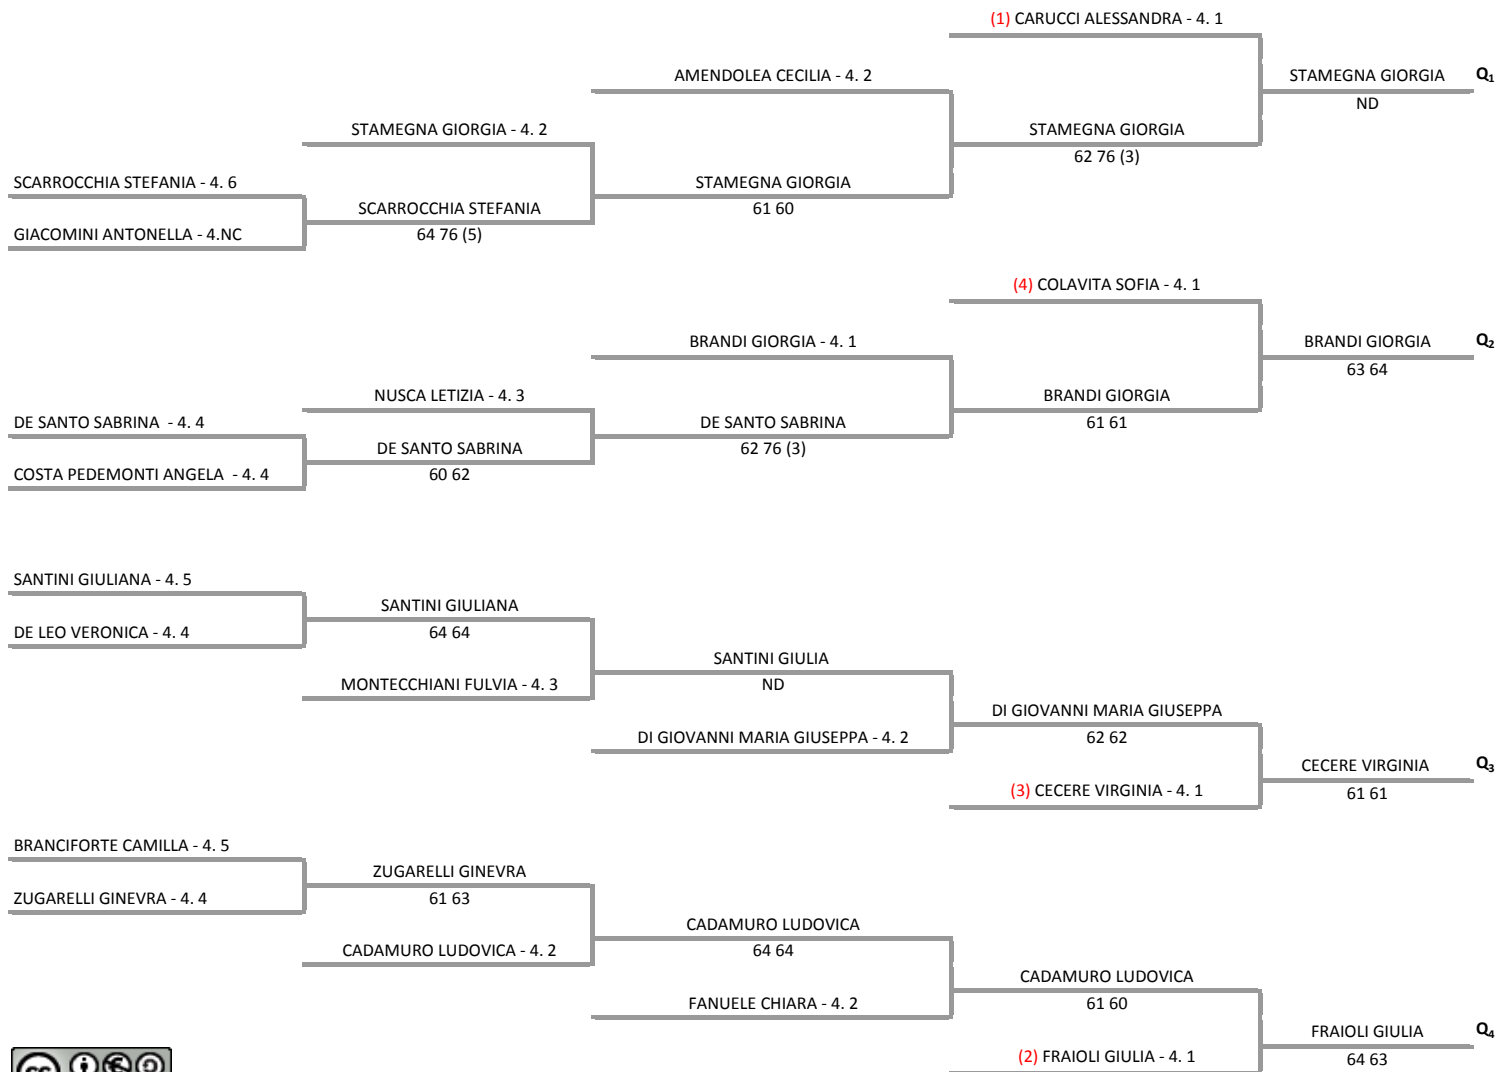 (1) CARUCCI ALESSANDRA - 4. 1
AMENDOLEA CECILIA - 4. 2
STAMEGNA GIORGIA
Q1
ND
STAMEGNA GIORGIA - 4. 2
STAMEGNA GIORGIA
62 76 (3)
SCARROCCHIA STEFANIA - 4. 6
STAMEGNA GIORGIA
61 60
SCARROCCHIA STEFANIA
64 76 (5)
GIACOMINI ANTONELLA - 4.NC
(4) COLAVITA SOFIA - 4. 1
BRANDI GIORGIA - 4. 1
BRANDI GIORGIA
Q2
63 64
NUSCA LETIZIA - 4. 3
BRANDI GIORGIA
61 61
DE SANTO SABRINA - 4. 4
DE SANTO SABRINA
62 76 (3)
DE SANTO SABRINA
60 62
COSTA PEDEMONTI ANGELA - 4. 4
SANTINI GIULIANA - 4. 5
SANTINI GIULIANA
64 64
DE LEO VERONICA - 4. 4
SANTINI GIULIA
ND
MONTECCHIANI FULVIA - 4. 3
DI GIOVANNI MARIA GIUSEPPA
62 62
DI GIOVANNI MARIA GIUSEPPA - 4. 2
CECERE VIRGINIA
Q3
61 61
(3) CECERE VIRGINIA - 4. 1
BRANCIFORTE CAMILLA - 4. 5
ZUGARELLI GINEVRA
61 63
ZUGARELLI GINEVRA - 4. 4
CADAMURO LUDOVICA
64 64
CADAMURO LUDOVICA - 4. 2
CADAMURO LUDOVICA
61 60
FANUELE CHIARA - 4. 2
FRAIOLI GIULIA
Q4
64 63
(2) FRAIOLI GIULIA - 4. 1
cc